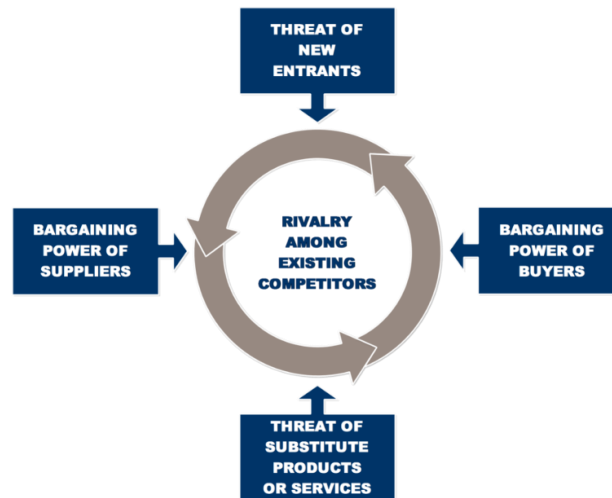 THREAT OF
NEW
ENTRANTS
BARGAINING
POWER OF
SUPPLIERS
RIVALRY
AMONG
EXISTING
COMPETITORS
BARGAINING
POWER OF
BUYERS
THREAT OF
SUBSTITUTE
PRODUCTS
OR SERVICES